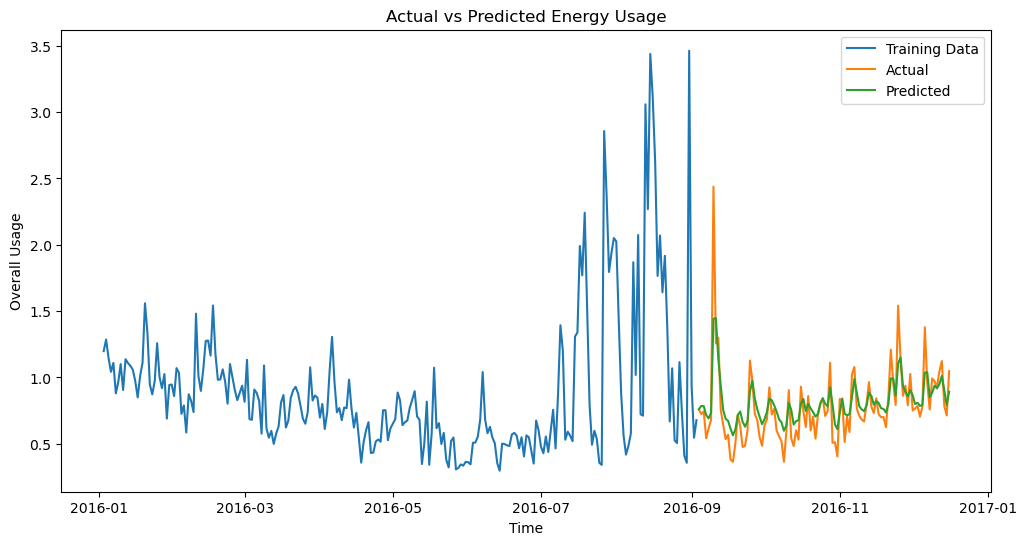 Actual vs Predicted Energy Usage
Training Data
Actual
Predicted
Overall Usage
3.5
3.0
2.5
2.0
1.5
1.0
0.5
2016-01
2016-03
2016-05
2016-07
2016-09
2016-11
2017-01
Time